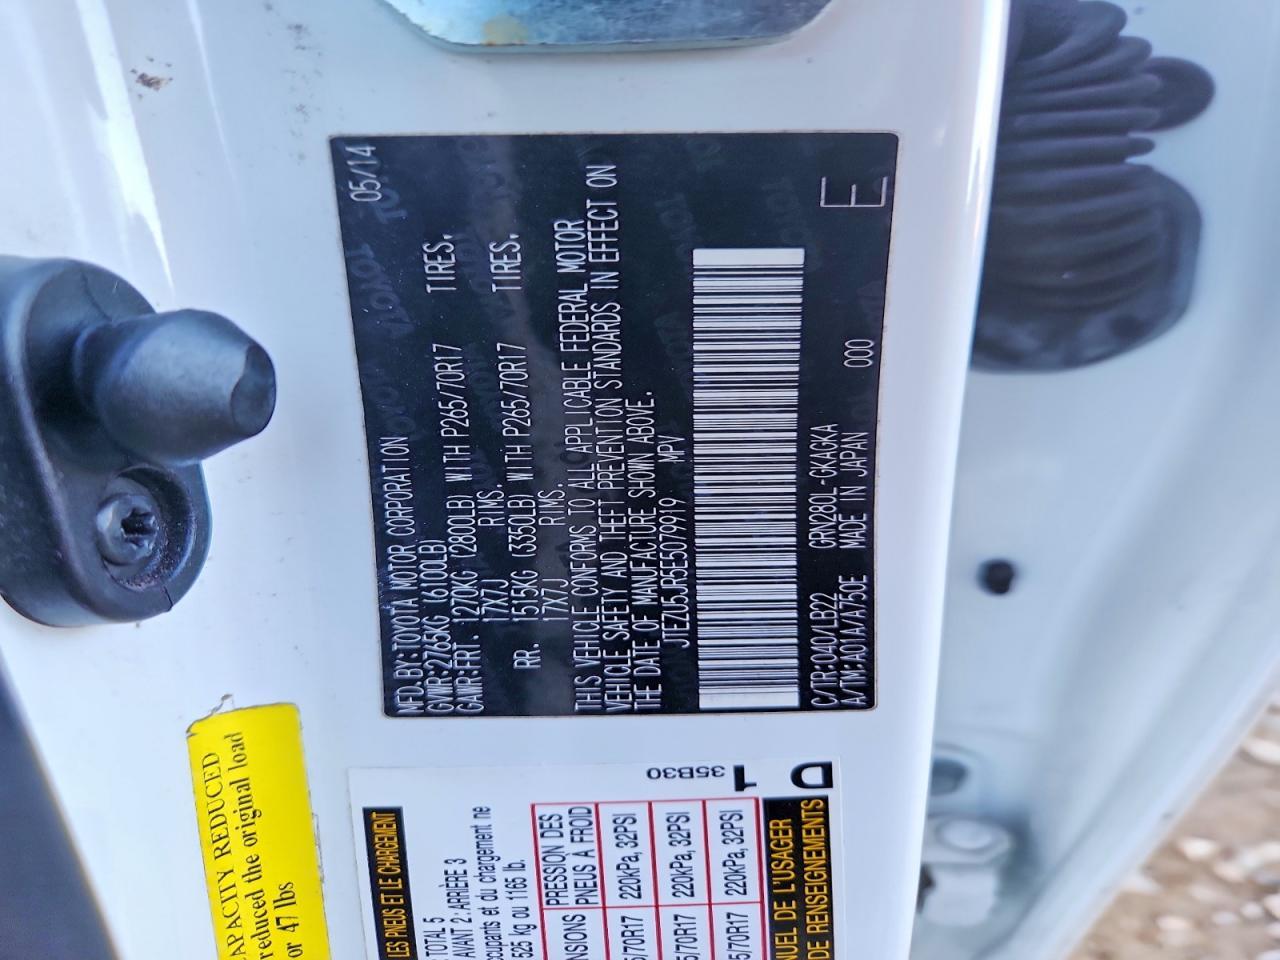 05/14
MFD.BY:TOYOTA MOTOR CORPORATION
GVWR:2765KG (6100LB)
GAWR:FRT. 1270KG (2800LB) WITH P265/70R17 TIRES.
17X7J RIMS.
RR. 1515KG (3350LB) WITH P265/70R17 TIRES.
17X7J RIMS.
THIS VEHICLE CONFORMS TO ALL APPLICABLE FEDERAL MOTOR
VEHICLE SAFETY AND THEFT PREVENTION STANDARDS IN EFFECT ON
THE DATE OF MANUFACTURE SHOWN ABOVE.
JTEZU5JR5E5079919 MPV
C/TR:040/LB22 GRN280L-GKAGKA
A/TM:A01A/A750E MADE IN JAPAN 000
E
CAPACITY REDUCED
reduced the original load
or 47 lbs
LES PNEUS ET LE CHARGEMENT
TOTAL 5
AVANT 2: ARRIÈRE 3
occupants et du chargement ne
525 kg ou 1165 lb.
PRESSION DES
PNEUS À FROID
/70R17 220kPa, 32PSI
/70R17 220kPa, 32PSI
5/70R17 220kPa, 32PSI
NUEL DE L'USAGER
DE RENSEIGNEMENTS
35B30